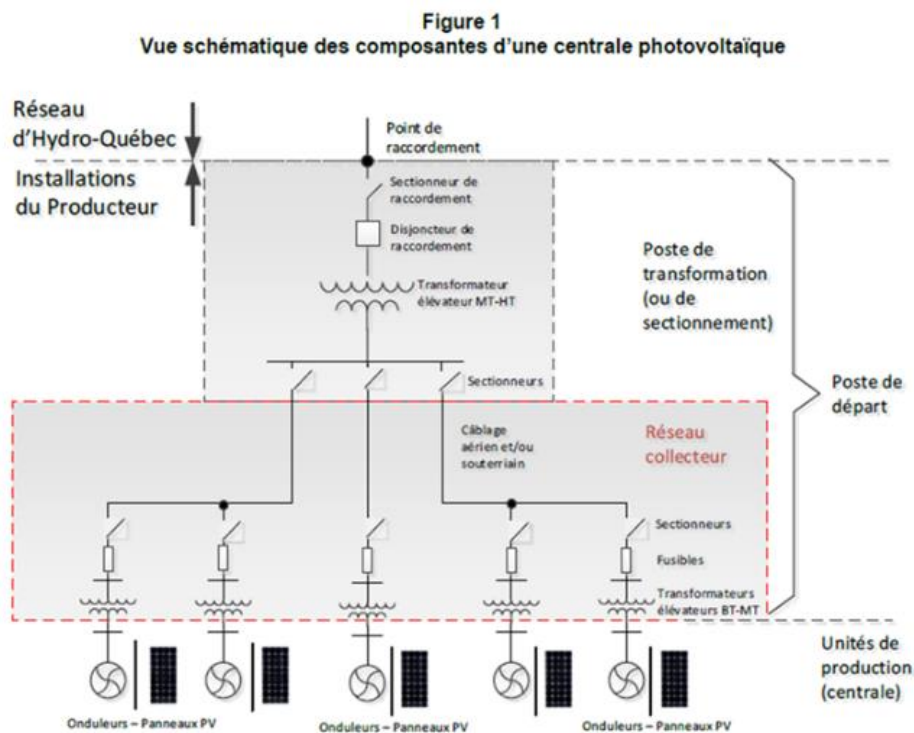 Figure 1
Vue schématique des composantes d'une centrale photovoltaïque
Réseau
d'Hydro-Québec
Point de
raccordement
Installations
du Producteur
Sectionneur de
raccordement
Disjoncteur de
raccordement
Transformateur
élévateur MT-HT
Sectionneurs
Poste de
transformation
(ou de
sectionnement)
Poste de
départ
Câblage
aérien et/ou
souterriain
Réseau
collecteur
Sectionneurs
Fusibles
Transformateurs
élévateurs BT-MT
Unités de
production
(centrale)
Onduleurs – Panneaux PV
Onduleurs – Panneaux PV
Onduleurs – Panneaux PV